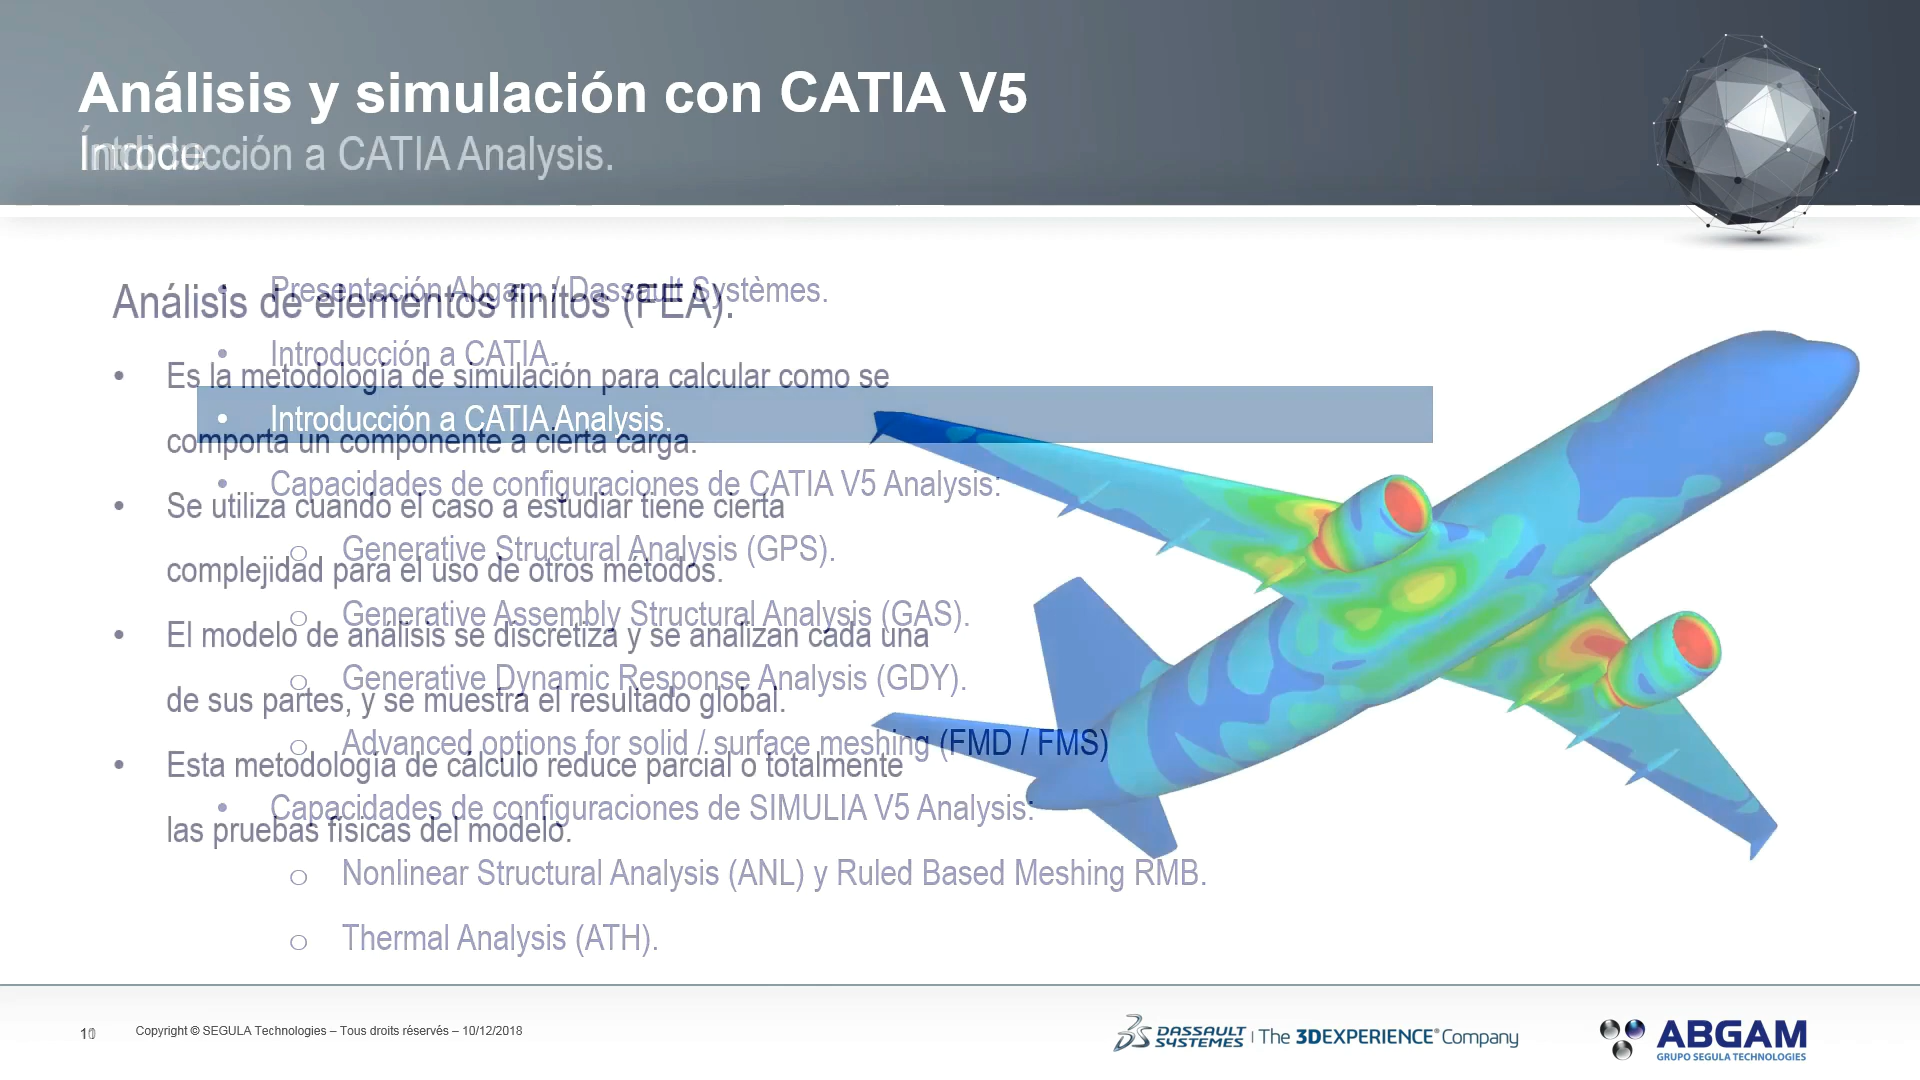 Análisis y simulación con CATIA V5
Introducción a CATIA Analysis.
Índice
Análisis de elementos finitos (FEA).
• Es la metodología de simulación para calcular como se
comporta un componente a cierta carga.
• Se utiliza cuando el caso a estudiar tiene cierta
complejidad para el uso de otros métodos.
• El modelo de análisis se discretiza y se analizan cada una
de sus partes, y se muestra el resultado global.
• Esta metodología de cálculo reduce parcial o totalmente
las pruebas físicas del modelo.
• Presentación Abgam / Dassault Systèmes.
• Introducción a CATIA.
• Introducción a CATIA Analysis.
• Capacidades de configuraciones de CATIA V5 Analysis:
o Generative Structural Analysis (GPS).
o Generative Assembly Structural Analysis (GAS).
o Generative Dynamic Response Analysis (GDY).
o Advanced options for solid / surface meshing (FMD / FMS)
• Capacidades de configuraciones de SIMULIA V5 Analysis:
o Nonlinear Structural Analysis (ANL) y Ruled Based Meshing RMB.
o Thermal Analysis (ATH).
Copyright © SEGULA Technologies – Tous droits réservés – 10/12/2018
DASSAULT SYSTEMES | The 3DEXPERIENCE® Company
ABGAM
GRUPO SEGULA TECHNOLOGIES